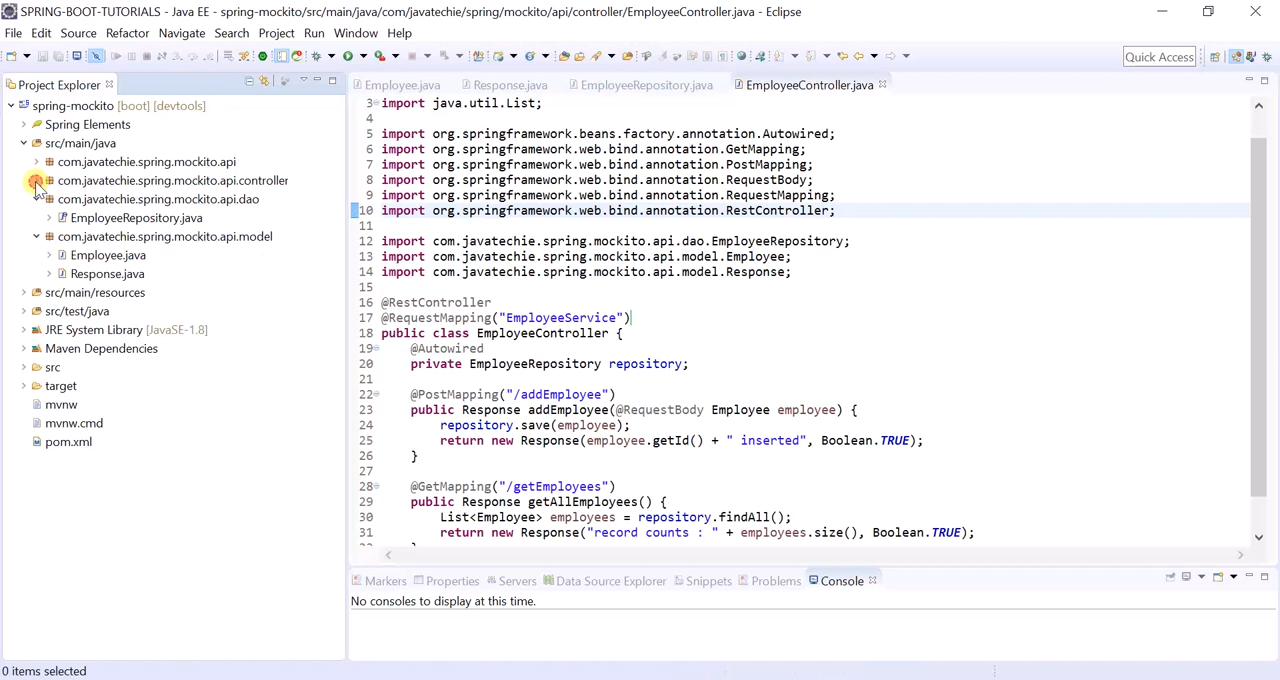 SPRING-BOOT-TUTORIALS - Java EE - spring-mockito/src/main/java/com/javatechie/spring/mockito/api/controller/EmployeeController.java - Eclipse
File Edit Source Refactor Navigate Search Project Run Window Help
Quick Access
Project Explorer
Employee.java Response.java EmployeeRepository.java EmployeeController.java
spring-mockito [boot] [devtools]
Spring Elements
src/main/java
com.javatechie.spring.mockito.api
com.javatechie.spring.mockito.api.controller
com.javatechie.spring.mockito.api.dao
EmployeeRepository.java
com.javatechie.spring.mockito.api.model
Employee.java
Response.java
src/main/resources
src/test/java
JRE System Library [JavaSE-1.8]
Maven Dependencies
src
target
mvnw
mvnw.cmd
pom.xml
3 import java.util.List;
4
5 import org.springframework.beans.factory.annotation.Autowired;
6 import org.springframework.web.bind.annotation.GetMapping;
7 import org.springframework.web.bind.annotation.PostMapping;
8 import org.springframework.web.bind.annotation.RequestBody;
9 import org.springframework.web.bind.annotation.RequestMapping;
10 import org.springframework.web.bind.annotation.RestController;
11
12 import com.javatechie.spring.mockito.api.dao.EmployeeRepository;
13 import com.javatechie.spring.mockito.api.model.Employee;
14 import com.javatechie.spring.mockito.api.model.Response;
15
16 @RestController
17 @RequestMapping("EmployeeService")
18 public class EmployeeController {
19 @Autowired
20 private EmployeeRepository repository;
21
22 @PostMapping("/addEmployee")
23 public Response addEmployee(@RequestBody Employee employee) {
24 repository.save(employee);
25 return new Response(employee.getId() + " inserted", Boolean.TRUE);
26 }
27
28 @GetMapping("/getEmployees")
29 public Response getAllEmployees() {
30 List<Employee> employees = repository.findAll();
31 return new Response("record counts : " + employees.size(), Boolean.TRUE);
Markers Properties Servers Data Source Explorer Snippets Problems Console
No consoles to display at this time.
0 items selected